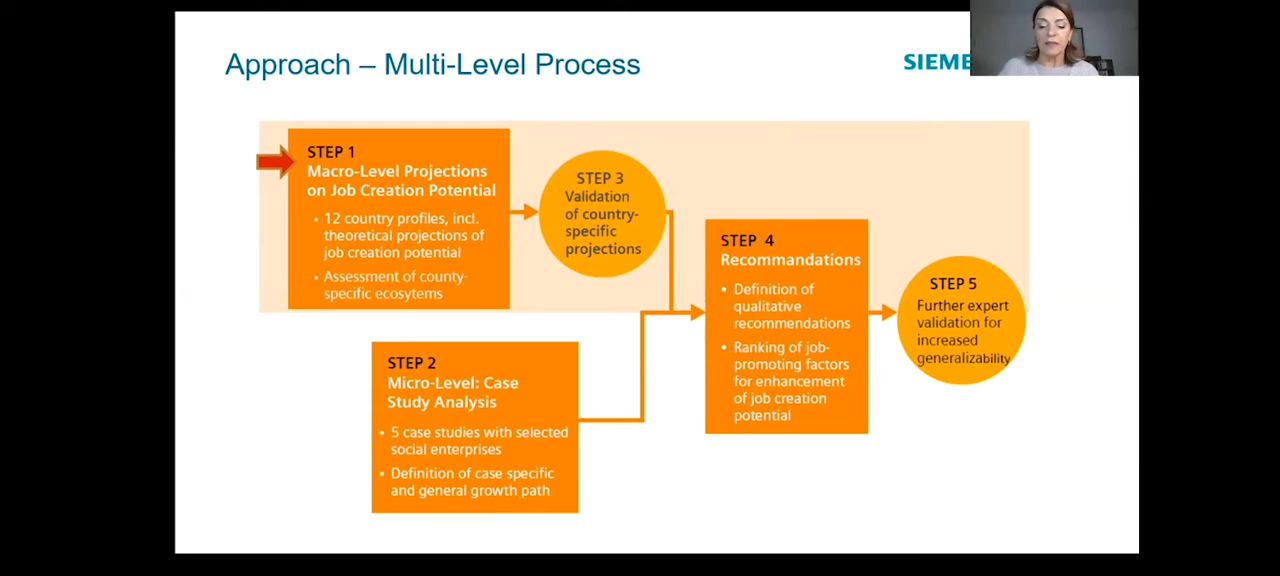 Approach – Multi-Level Process
SIEME
STEP 1
Macro-Level Projections
on Job Creation Potential
• 12 country profiles, incl.
theoretical projections of
job creation potential
• Assessment of county-
specific ecosytems
STEP 3
Validation
of country-
specific
projections
STEP 2
Micro-Level: Case
Study Analysis
• 5 case studies with selected
social enterprises
• Definition of case specific
and general growth path
STEP 4
Recommandations
• Definition of
qualitative
recommendations
• Ranking of job-
promoting factors
for enhancement
of job creation
potential
STEP 5
Further expert
validation for
increased
generalizability